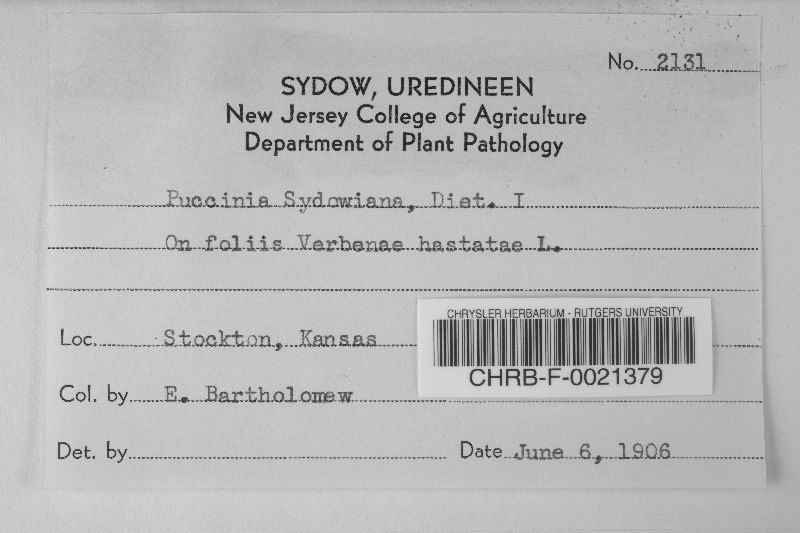 No. 2131
SYDOW, UREDINEEN
New Jersey College of Agriculture
Department of Plant Pathology
Puccinia Sydowiana, Diet. I
On foliis Verbenae hastatae L.
Loc. Stockton, Kansas
CHRYSLER HERBARIUM - RUTGERS UNIVERSITY
CHRB-F-0021379
Col. by E. Bartholomew
Det. by
Date June 6, 1906